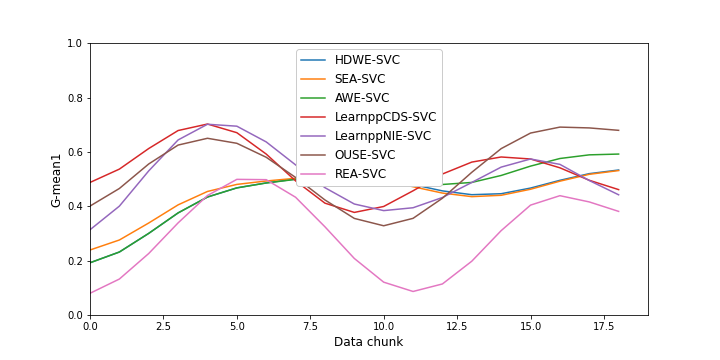 1.0
0.8
0.6
0.4
0.2
0.0
G-mean1
HDWE-SVC
SEA-SVC
AWE-SVC
LearnppCDS-SVC
LearnppNIE-SVC
OUSE-SVC
REA-SVC
0.0 2.5 5.0 7.5 10.0 12.5 15.0 17.5
Data chunk